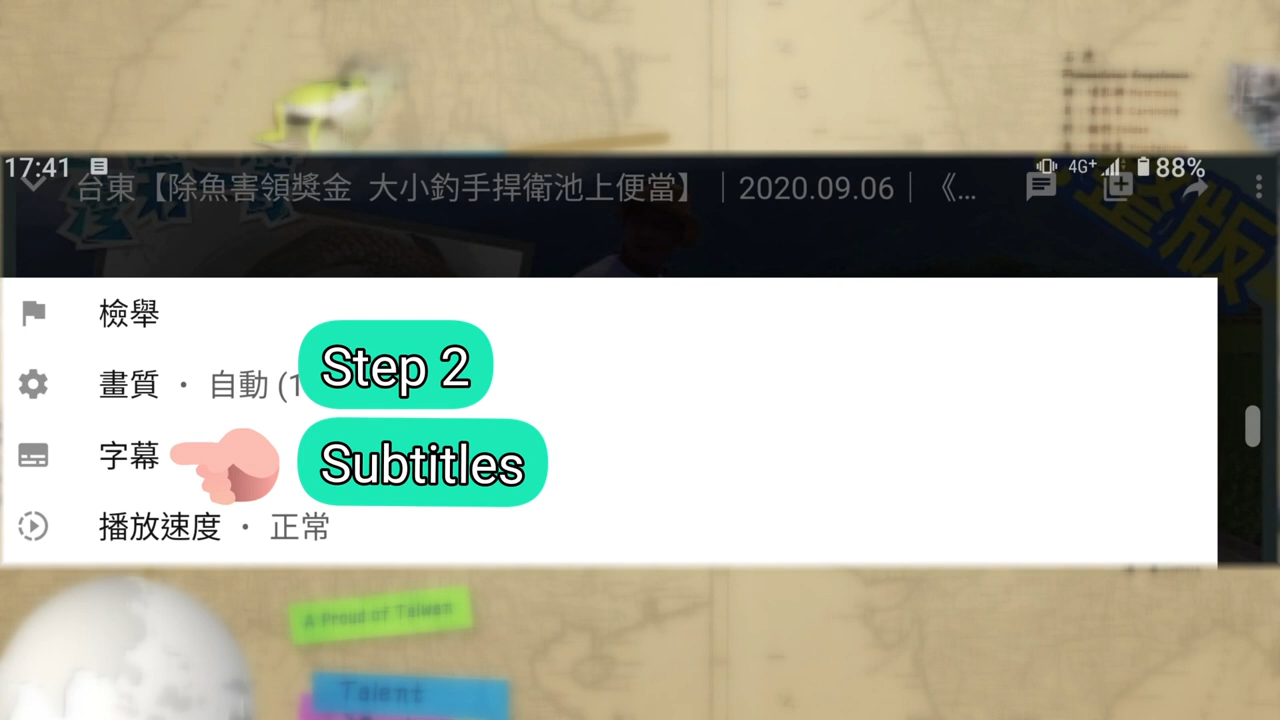 17:41
4G+
88%
台東【除魚害領獎金 大小釣手捍衛池上便當】│2020.09.06│《...
整版
檢舉
畫質 · 自動 (1
Step 2
字幕
Subtitles
播放速度 · 正常
A Proud of Taiwan
Talent